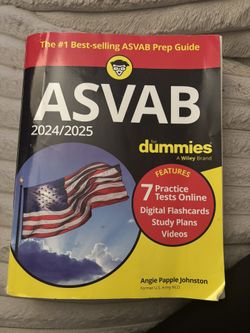 The #1 Best-selling ASVAB Prep Guide
ASVAB
2024/2025
dummies
A Wiley Brand
FEATURES
7 Practice
Tests Online
Digital Flashcards
Study Plans
Videos
Angie Papple Johnston
Former U.S. Army NCO